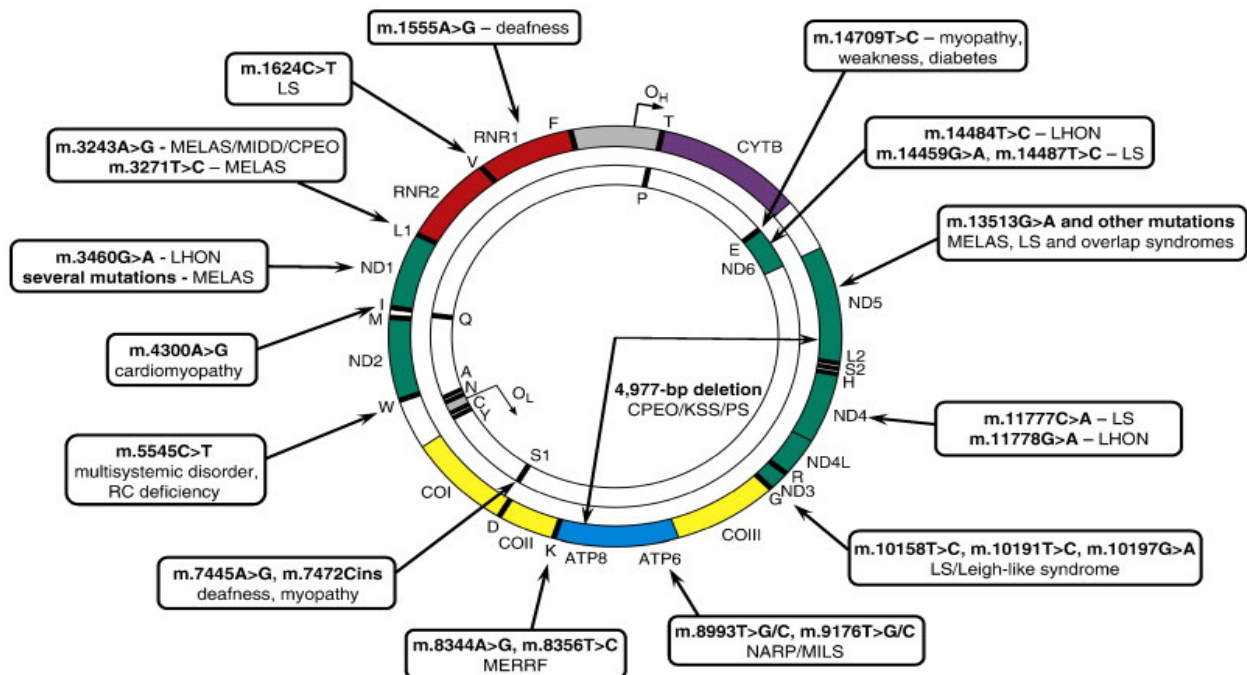 m.1555A>G – deafness
m.14709T>C – myopathy,
weakness, diabetes
m.1624C>T
LS
m.3243A>G - MELAS/MIDD/CPEO
m.3271T>C – MELAS
m.14484T>C – LHON
m.14459G>A, m.14487T>C – LS
m.3460G>A - LHON
several mutations - MELAS
m.13513G>A and other mutations
MELAS, LS and overlap syndromes
m.4300A>G
cardiomyopathy
4,977-bp deletion
CPEO/KSS/PS
m.11777C>A – LS
m.11778G>A – LHON
m.5545C>T
multisystemic disorder,
RC deficiency
m.7445A>G, m.7472Cins
deafness, myopathy
m.10158T>C, m.10191T>C, m.10197G>A
LS/Leigh-like syndrome
m.8344A>G, m.8356T>C
MERRF
m.8993T>G/C, m.9176T>G/C
NARP/MILS
OH
F
T
RNR1
CYTB
V
RNR2
P
L1
E
ND6
ND1
ND5
I
M
Q
ND2
L2
S2
H
A
N
C
Y
OL
W
ND4
S1
ND4L
R
ND3
G
COI
D
COII
K
ATP8
ATP6
COIII